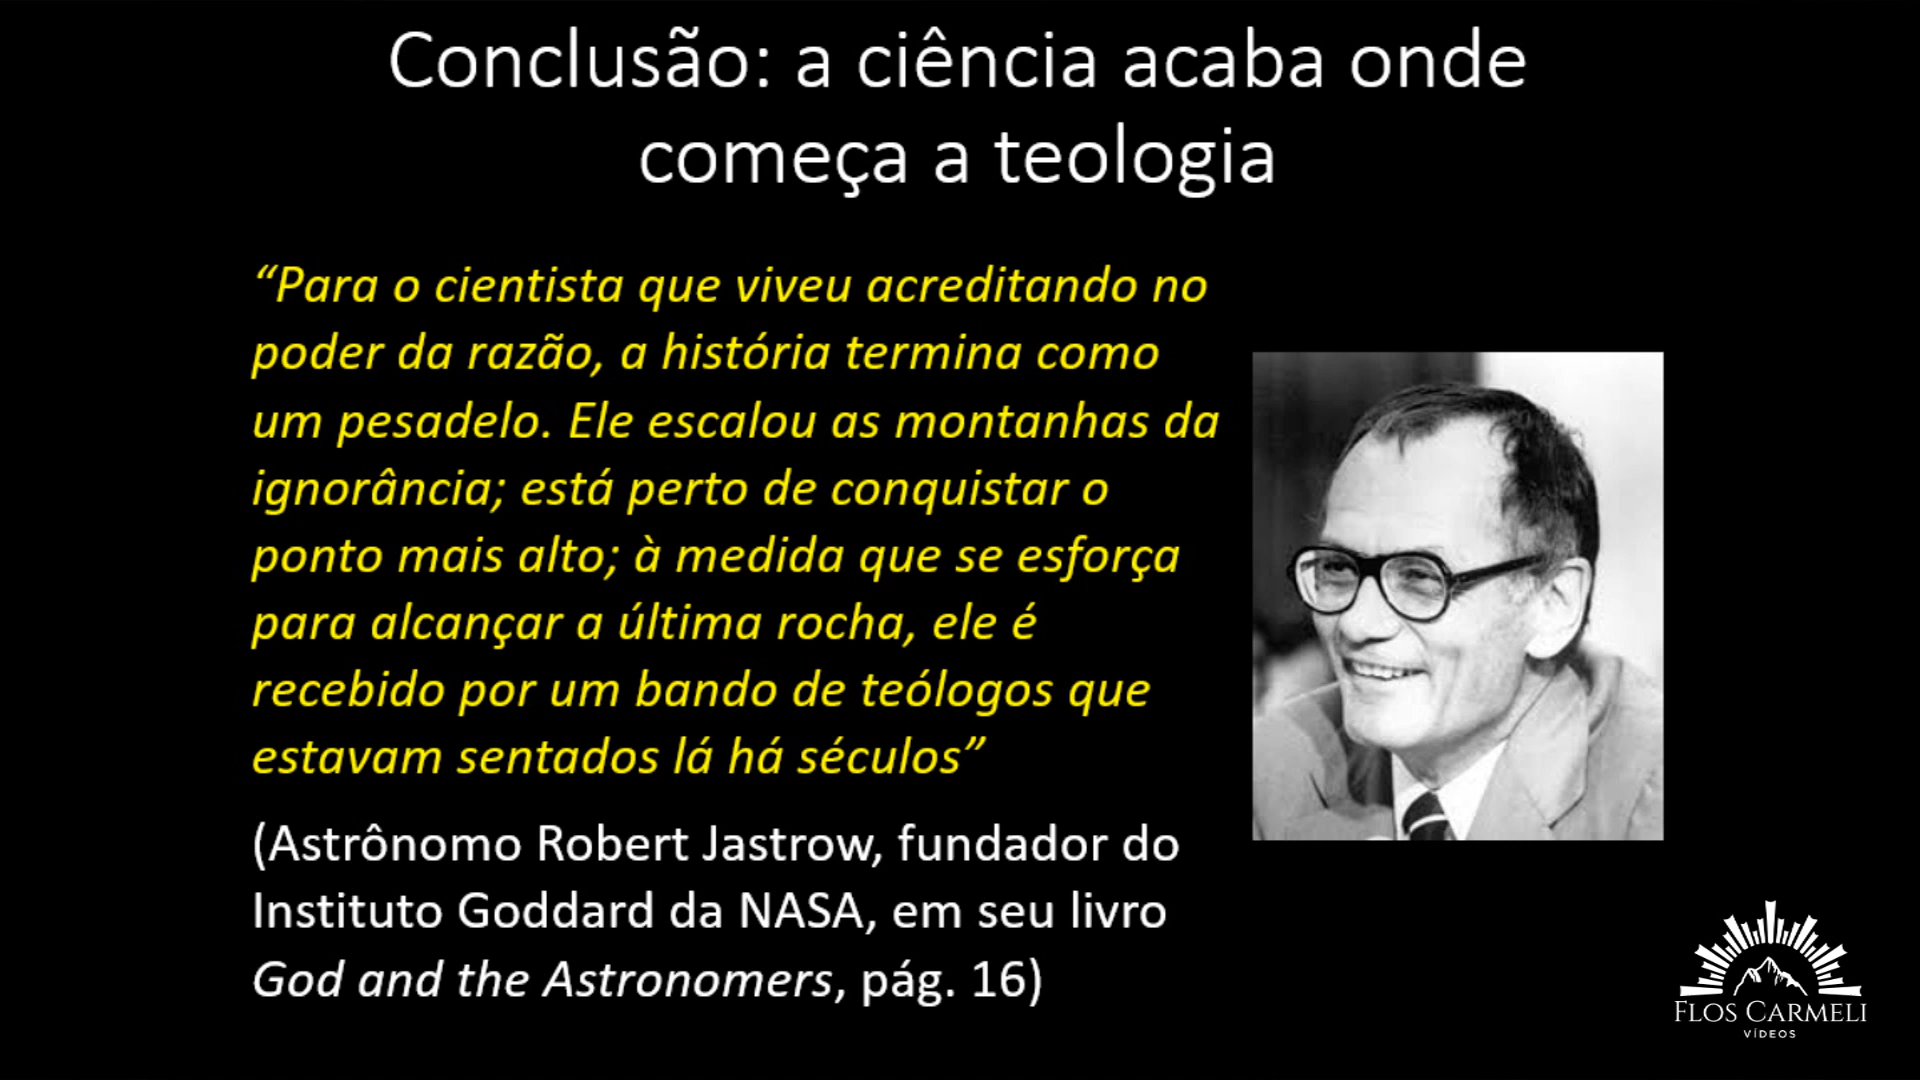 Conclusão: a ciência acaba onde
começa a teologia
“Para o cientista que viveu acreditando no
poder da razão, a história termina como
um pesadelo. Ele escalou as montanhas da
ignorância; está perto de conquistar o
ponto mais alto; à medida que se esforça
para alcançar a última rocha, ele é
recebido por um bando de teólogos que
estavam sentados lá há séculos”
(Astrônomo Robert Jastrow, fundador do
Instituto Goddard da NASA, em seu livro
God and the Astronomers, pág. 16)
FLOS CARMELI
VÍDEOS